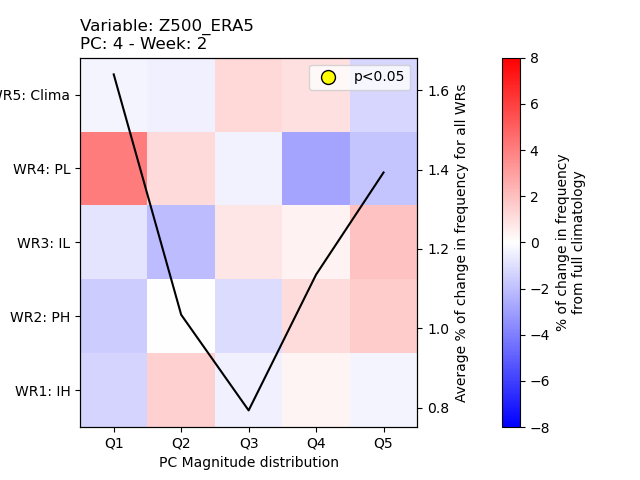 Variable: Z500_ERA5
PC: 4 - Week: 2
p<0.05
WR5: Clima
WR4: PL
WR3: IL
WR2: PH
WR1: IH
Q1 Q2 Q3 Q4 Q5
PC Magnitude distribution
1.6
1.4
1.2
1.0
0.8
Average % of change in frequency for all WRs
8
6
4
2
0
−2
−4
−6
−8
% of change in frequency
from full climatology